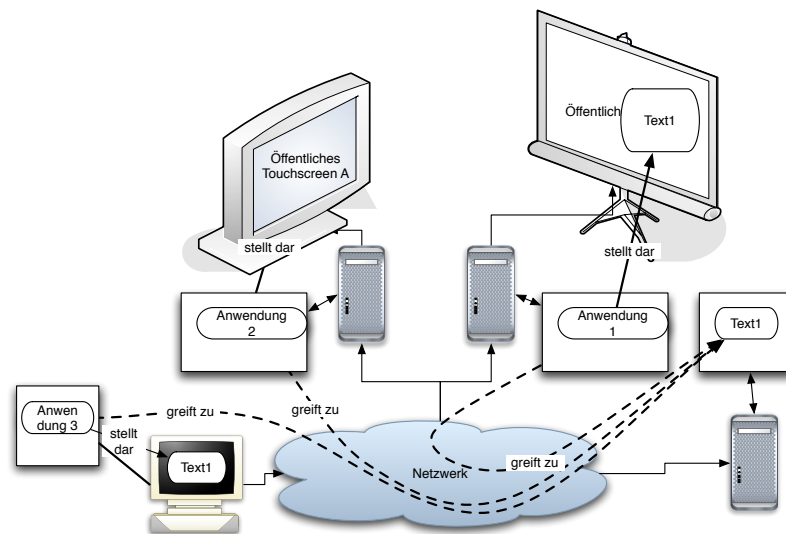 Öffentliches
Touchscreen A
Öffentlich
Text1
stellt dar
stellt dar
Anwendung
2
Anwendung
1
Text1
Anwen
dung 3
greift zu
greift zu
stellt
dar
Text1
Netzwerk
greift zu